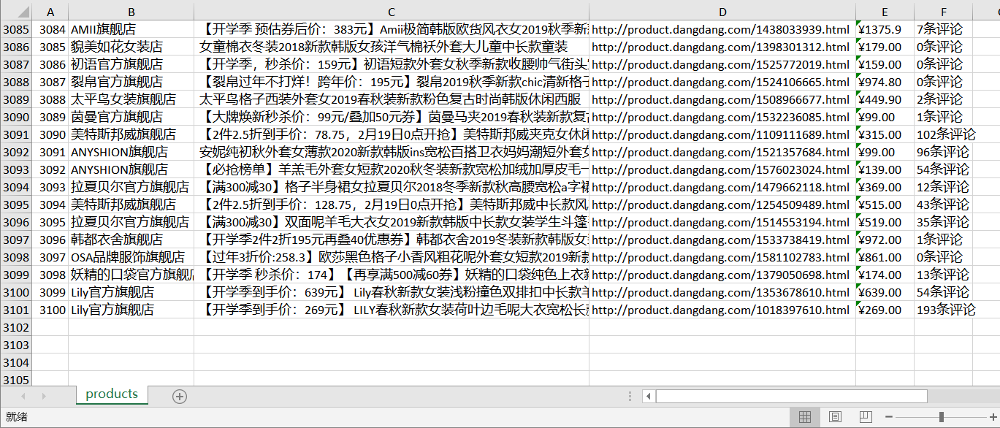 A B C D E F
3085 3084 AMII旗舰店 【开学季 预估券后价：383元】Amii极简韩版欧货风衣女2019秋季新 http://product.dangdang.com/1438033939.html ¥1375.9 7条评论
3086 3085 貌美如花女装店 女童棉衣冬装2018新款韩版女孩洋气棉袄外套大儿童中长款童装 http://product.dangdang.com/1398301312.html ¥179.00 0条评论
3087 3086 初语官方旗舰店 【开学季，秒杀价：159元】初语短款外套女秋季新款收腰帅气街头 http://product.dangdang.com/1525772019.html ¥159.00 0条评论
3088 3087 裂帛官方旗舰店 【裂帛过年不打烊！跨年价：195元】裂帛2019秋季新款chic清新格子 http://product.dangdang.com/1524106665.html ¥974.80 0条评论
3089 3088 太平鸟女装旗舰店 太平鸟格子西装外套女2019春秋装新款粉色复古时尚韩版休闲西服 http://product.dangdang.com/1508966677.html ¥449.90 2条评论
3090 3089 茵曼官方旗舰店 【大牌焕新秒杀价：99元/叠加50元券】茵曼马夹2019春秋装新款复古 http://product.dangdang.com/1532236085.html ¥99.00 1条评论
3091 3090 美特斯邦威旗舰店 【2件2.5折到手价：78.75，2月19日0点开抢】美特斯邦威夹克女休闲 http://product.dangdang.com/1109111689.html ¥315.00 102条评论
3092 3091 ANYSHION旗舰店 安妮纯初秋外套女薄款2020新款韩版ins宽松百搭卫衣妈妈潮短外套女 http://product.dangdang.com/1521357684.html ¥99.00 96条评论
3093 3092 ANYSHION旗舰店 【必抢榜单】羊羔毛外套女短款2020秋冬装新款宽松加绒加厚皮毛一 http://product.dangdang.com/1576023024.html ¥139.00 54条评论
3094 3093 拉夏贝尔官方旗舰店 【满300减30】格子半身裙女拉夏贝尔2018冬季新款秋高腰宽松a字裙 http://product.dangdang.com/1479662118.html ¥369.00 12条评论
3095 3094 美特斯邦威旗舰店 【2件2.5折到手价：128.75，2月19日0点开抢】美特斯邦威中长款风 http://product.dangdang.com/1254509489.html ¥515.00 43条评论
3096 3095 拉夏贝尔官方旗舰店 【满300减30】双面呢羊毛大衣女2019新款韩版中长款女装学生斗篷 http://product.dangdang.com/1514553194.html ¥519.00 35条评论
3097 3096 韩都衣舍旗舰店 【开学季2件2折195元再叠40优惠券】韩都衣舍2019冬装新款韩版女 http://product.dangdang.com/1533738419.html ¥972.00 1条评论
3098 3097 OSA品牌服饰旗舰店 【过年3折价:258.3】欧莎黑色格子小香风粗花呢外套女短款2019新款 http://product.dangdang.com/1581102783.html ¥861.00 0条评论
3099 3098 妖精的口袋官方旗舰店 【开学季 秒杀价：174】【再享满500减60券】妖精的口袋纯色上衣新 http://product.dangdang.com/1379050698.html ¥174.00 13条评论
3100 3099 Lily官方旗舰店 【开学季到手价：639元】 Lily春秋新款女装浅粉撞色双排扣中长款羊 http://product.dangdang.com/1353678610.html ¥639.00 54条评论
3101 3100 Lily官方旗舰店 【开学季到手价：269元】 LILY春秋新款女装荷叶边毛呢大衣宽松长款 http://product.dangdang.com/1018397610.html ¥269.00 193条评论
3102
3103
3104
3105
products
就绪